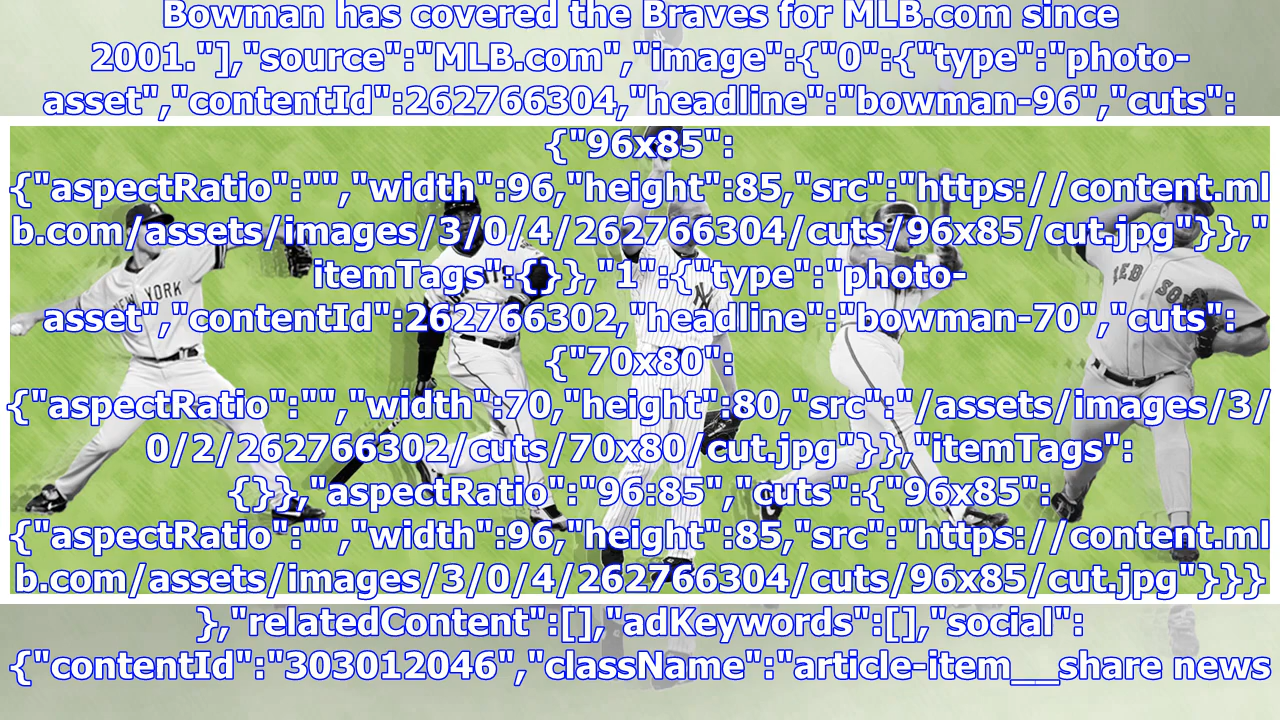 Bowman has covered the Braves for MLB.com since
2001."],"source":"MLB.com","image":{"0":{"type":"photo-
asset","contentId":262766304,"headline":"bowman-96","cuts":
{"96x85":
{"aspectRatio":"","width":96,"height":85,"src":"https://content.ml
b.com/assets/images/3/0/4/262766304/cuts/96x85/cut.jpg"}},"
itemTags":{}},"1":{"type":"photo-
asset","contentId":262766302,"headline":"bowman-70","cuts":
{"70x80":
{"aspectRatio":"","width":70,"height":80,"src":"/assets/images/3/
0/2/262766302/cuts/70x80/cut.jpg"}},"itemTags":
{}},"aspectRatio":"96:85","cuts":{"96x85":
{"aspectRatio":"","width":96,"height":85,"src":"https://content.ml
b.com/assets/images/3/0/4/262766304/cuts/96x85/cut.jpg"}}}
},"relatedContent":[],"adKeywords":[],"social":
{"contentId":"303012046","className":"article-item__share news
NEW YORK
RED SOX